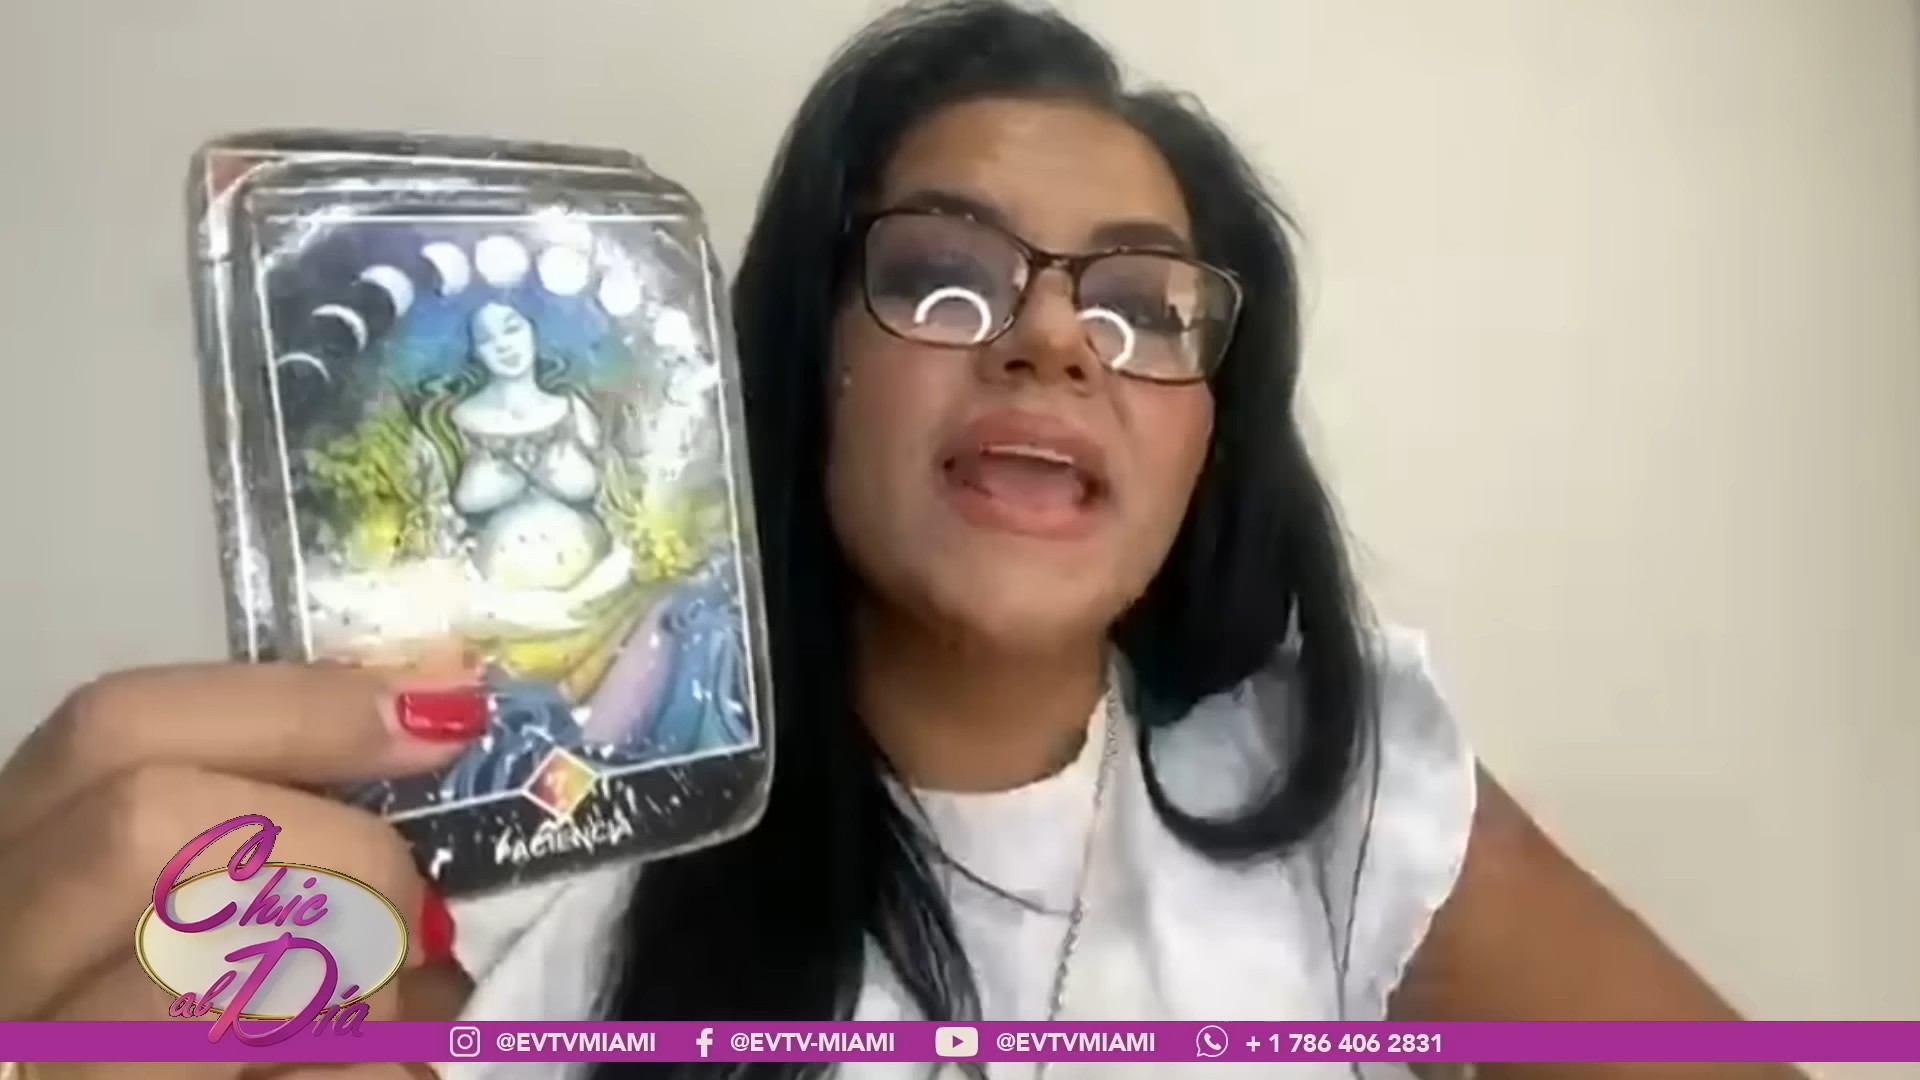 PACIENCIA
Chic
al Día
@EVTVMIAMI @EVTV-MIAMI @EVTVMIAMI + 1 786 406 2831